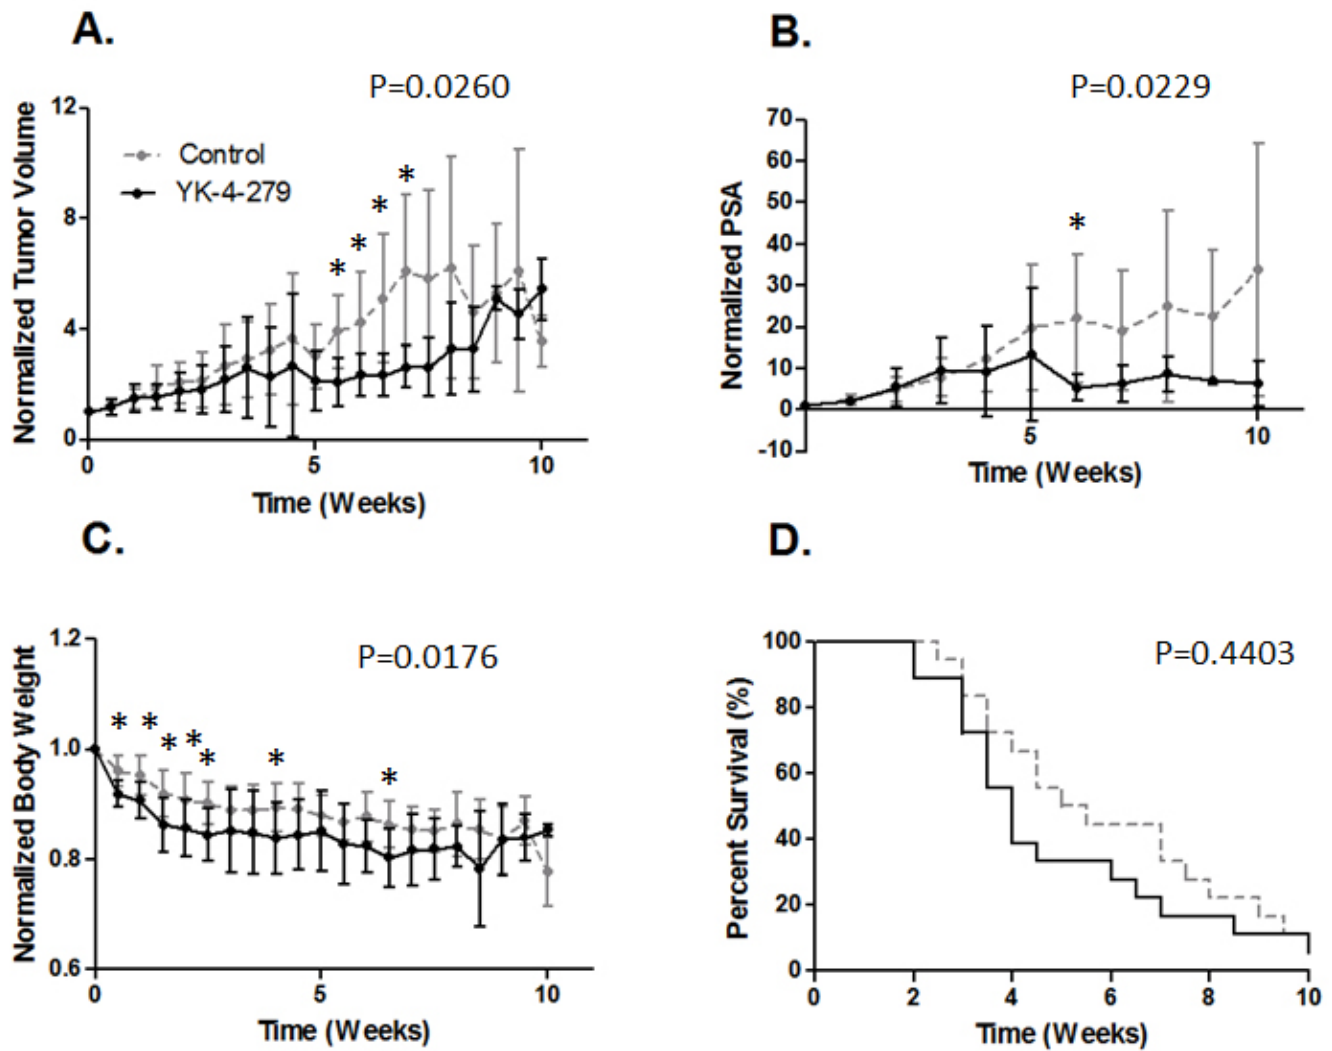 A.
P=0.0260
Normalized Tumor Volume
12
8
4
0
Control
YK-4-279
*
*
*
*
0
5
10
Time (Weeks)
B.
P=0.0229
Normalized PSA
70
60
50
40
30
20
10
0
-10
*
5
10
Time (Weeks)
C.
P=0.0176
Normalized Body Weight
1.2
1.0
0.8
0.6
*
*
*
*
*
*
*
0
5
10
Time (Weeks)
D.
P=0.4403
Percent Survival (%)
100
80
60
40
20
0
0
2
4
6
8
10
Time (Weeks)